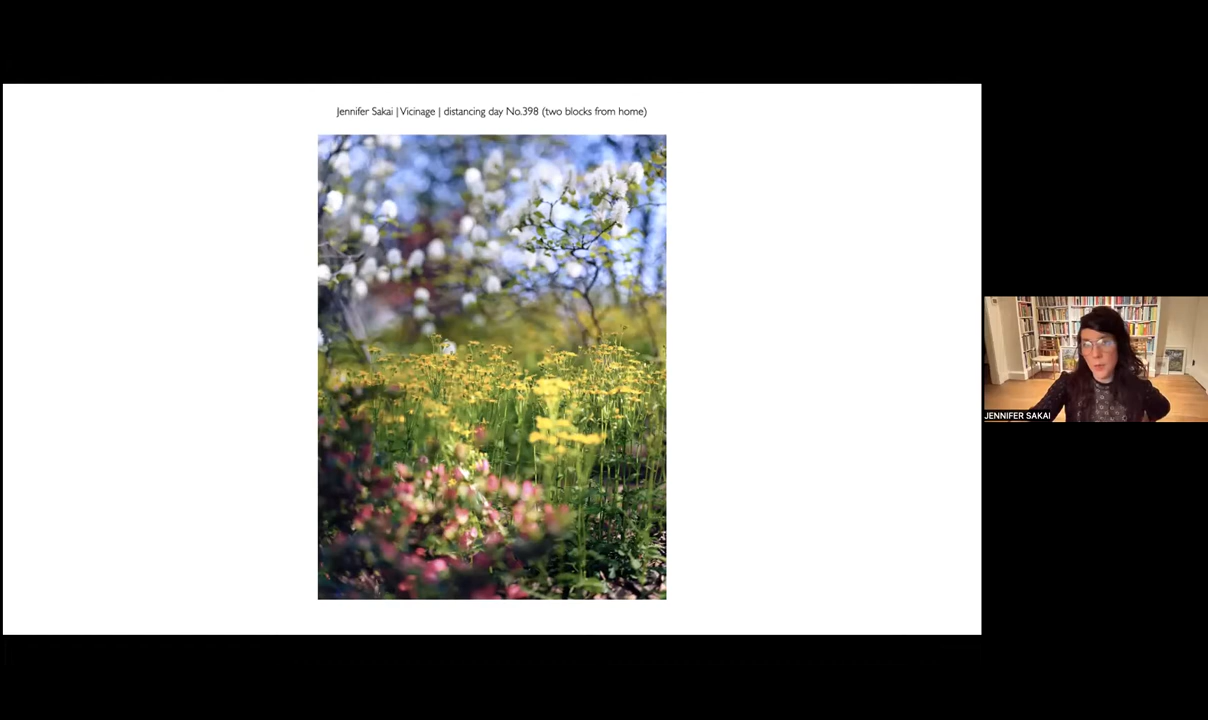 Jennifer Sakai | Vicinage | distancing day No.398 (two blocks from home)
JENNIFER SAKAI